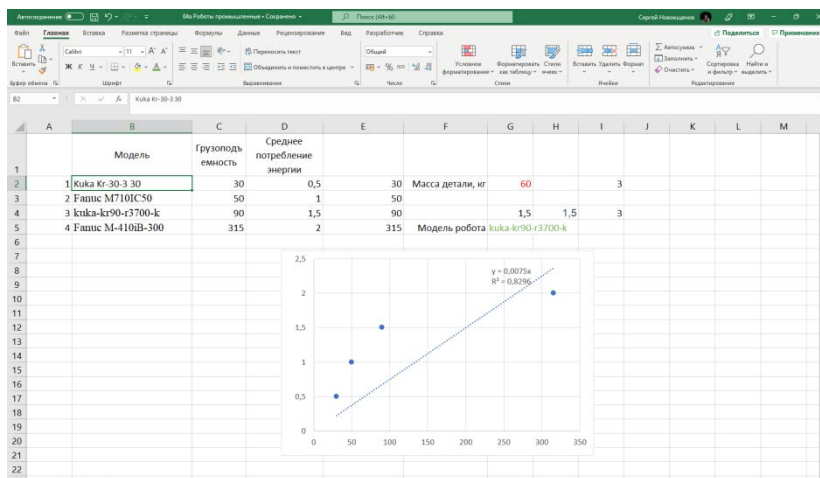 Автосохранение
04a Роботы промышленные • Сохранено
Поиск (Alt+Ы)
Сергей Новокщенов
Файл Главная Вставка Разметка страницы Формулы Данные Рецензирование Вид Разработчик Справка
Поделиться Примечания
Вставить
Calibri 11
Ж К Ч
Переносить текст
Объединить и поместить в центре
Общий
Условное форматирование
Форматировать как таблицу
Стили ячеек
Вставить Удалить Формат
Автосумма
Заполнить
Очистить
Сортировка и фильтр
Найти и выделить
Буфер обмена Шрифт Выравнивание Число Стили Ячейки Редактирование
B2 fx Kuka Kr-30-3 30
A B C D E F G H I J K L M
1 Модель Грузоподъ емность Среднее потребление энергии
2 1 Kuka Kr-30-3 30 30 0,5 30 Масса детали, кг 60 3
3 2 Fanuc M710IC50 50 1 50
4 3 kuka-kr90-r3700-k 90 1,5 90 1,5 1,5 3
5 4 Fanuc M-410iB-300 315 2 315 Модель робота kuka-kr90-r3700-k
6
7
8
9
10
11
12
13
14
15
16
17
18
19
20
21
22
y = 0,0075x
R² = 0,8296
2,5
2
1,5
1
0,5
0
0 50 100 150 200 250 300 350